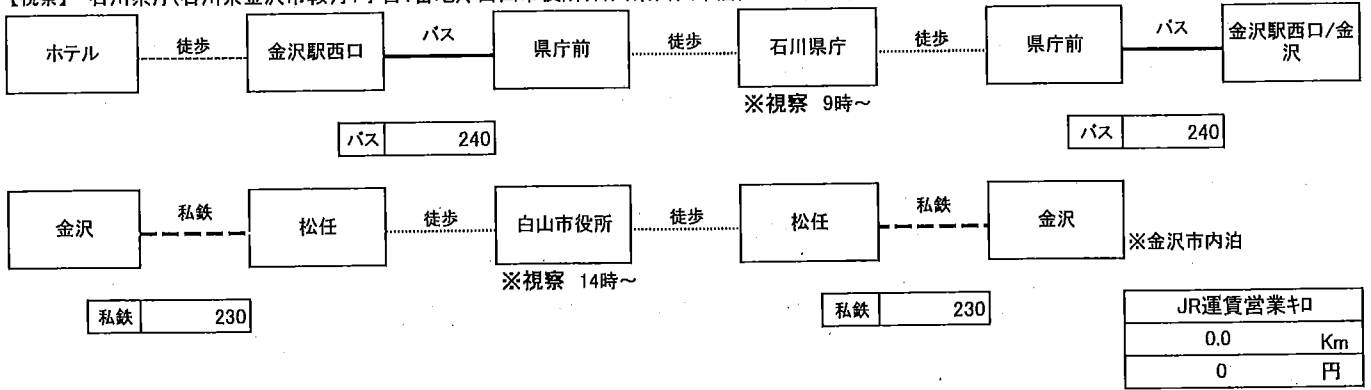 徒歩 バス 徒歩 徒歩 バス
ホテル 金沢駅西口 県庁前 石川県庁 県庁前 金沢駅西口/金
沢
※視察 9時～
バス 240 バス 240
私鉄 徒歩 徒歩 私鉄
金沢 松任 白山市役所 松任 金沢
※金沢市内泊
※視察 14時～
私鉄 230 私鉄 230
JR運賃営業キロ
0.0 Km
0 円